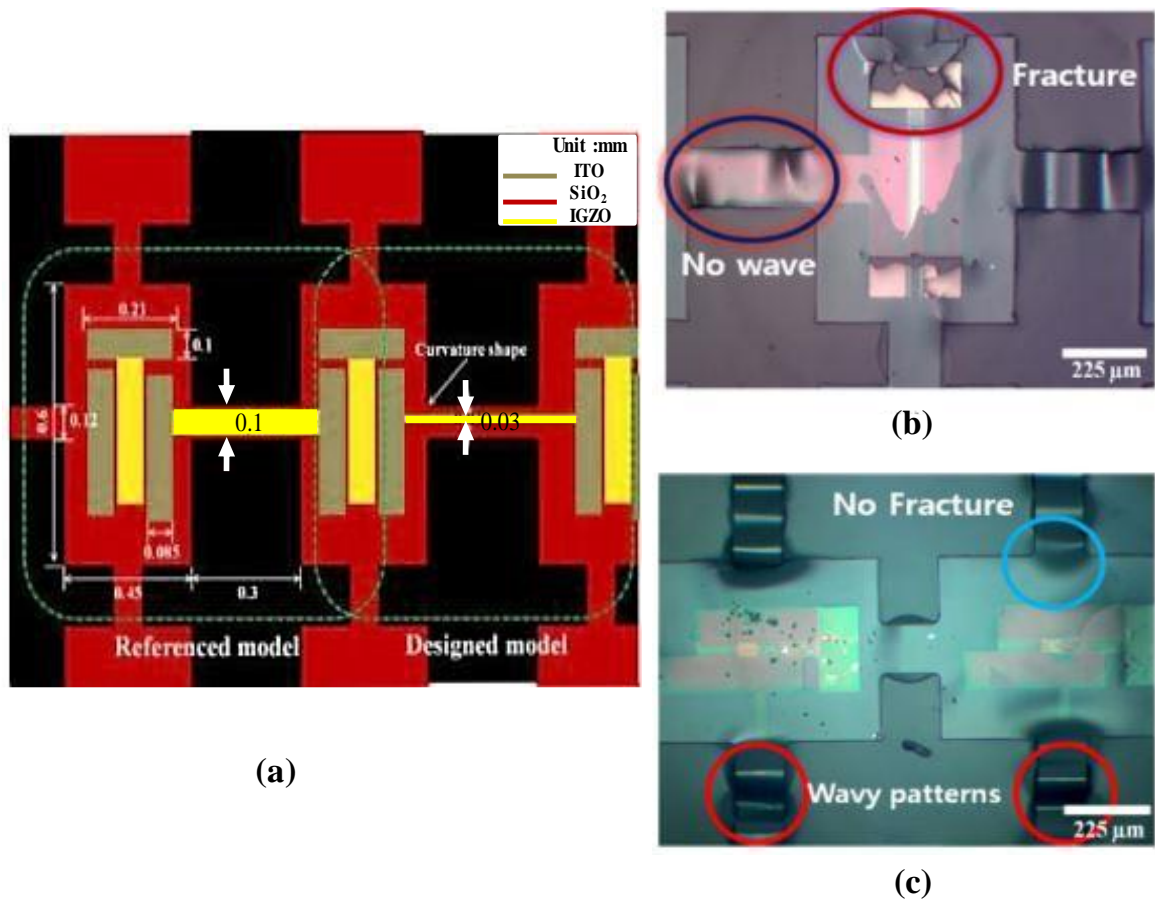 Unit :mm
ITO
SiO₂
IGZO
0.21
0.1
Curvature shape
0.6
0.12
0.1
0.03
0.085
0.45
0.3
Referenced model
Designed model
(a)
Fracture
No wave
225 μm
(b)
No Fracture
Wavy patterns
225 μm
(c)